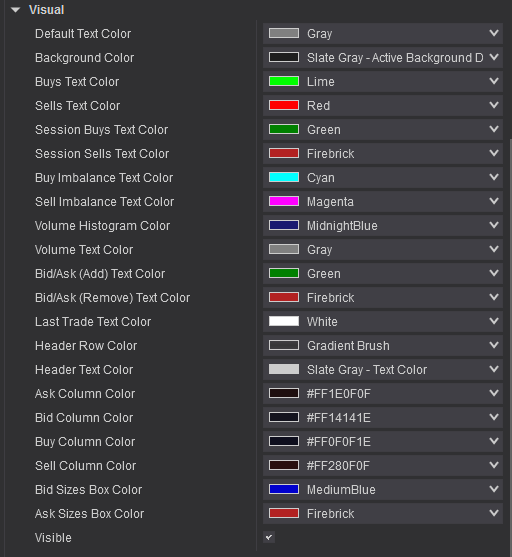 Visual
Default Text Color Gray
Background Color Slate Gray - Active Background D
Buys Text Color Lime
Sells Text Color Red
Session Buys Text Color Green
Session Sells Text Color Firebrick
Buy Imbalance Text Color Cyan
Sell Imbalance Text Color Magenta
Volume Histogram Color MidnightBlue
Volume Text Color Gray
Bid/Ask (Add) Text Color Green
Bid/Ask (Remove) Text Color Firebrick
Last Trade Text Color White
Header Row Color Gradient Brush
Header Text Color Slate Gray - Text Color
Ask Column Color #FF1E0F0F
Bid Column Color #FF14141E
Buy Column Color #FF0F0F1E
Sell Column Color #FF280F0F
Bid Sizes Box Color MediumBlue
Ask Sizes Box Color Firebrick
Visible